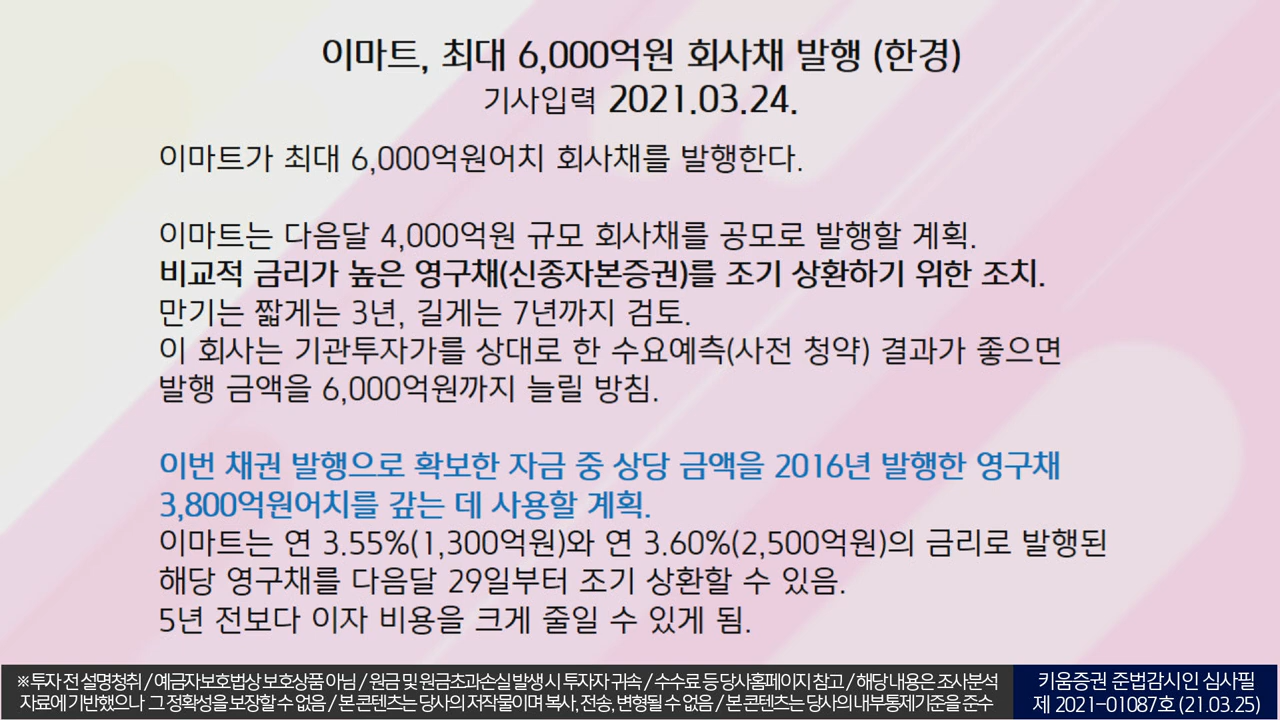 이마트, 최대 6,000억원 회사채 발행 (한경)
기사입력 2021.03.24.
이마트가 최대 6,000억원어치 회사채를 발행한다.
이마트는 다음달 4,000억원 규모 회사채를 공모로 발행할 계획.
비교적 금리가 높은 영구채(신종자본증권)를 조기 상환하기 위한 조치.
만기는 짧게는 3년, 길게는 7년까지 검토.
이 회사는 기관투자가를 상대로 한 수요예측(사전 청약) 결과가 좋으면
발행 금액을 6,000억원까지 늘릴 방침.
이번 채권 발행으로 확보한 자금 중 상당 금액을 2016년 발행한 영구채
3,800억원어치를 갚는 데 사용할 계획.
이마트는 연 3.55%(1,300억원)와 연 3.60%(2,500억원)의 금리로 발행된
해당 영구채를 다음달 29일부터 조기 상환할 수 있음.
5년 전보다 이자 비용을 크게 줄일 수 있게 됨.
※투자 전 설명청취 / 예금자보호법상 보호상품 아님 / 원금 및 원금초과손실 발생 시 투자자 귀속 / 수수료 등 당사홈페이지 참고 / 해당 내용은 조사분석
자료에 기반했으나 그 정확성을 보장할 수 없음 / 본 콘텐츠는 당사의 저작물이며 복사, 전송, 변형될 수 없음 / 본 콘텐츠는 당사의 내부통제기준을 준수
키움증권 준법감시인 심사필
제 2021-01087호 (21.03.25)